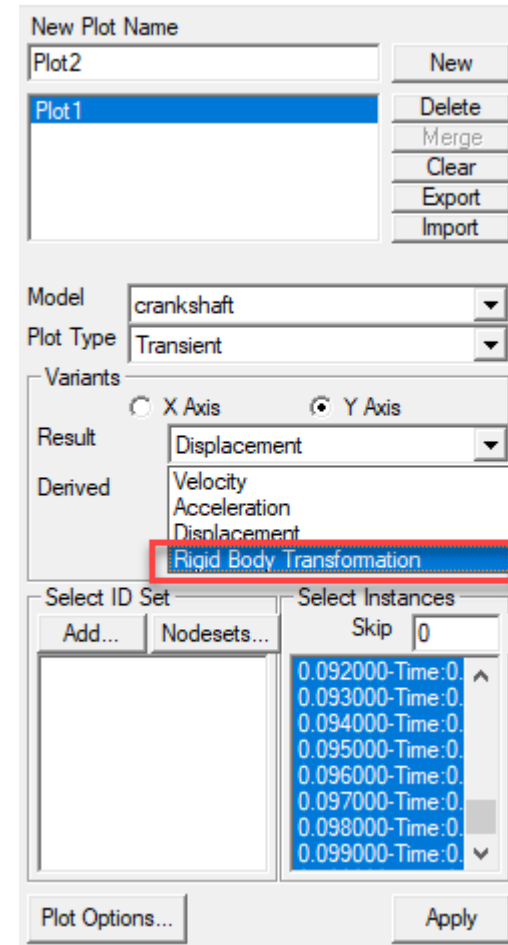 New Plot Name
Plot2 New
Plot1 Delete
Merge
Clear
Export
Import
Model crankshaft
Plot Type Transient
Variants
X Axis Y Axis
Result Displacement
Derived Velocity
Acceleration
Displacement
Rigid Body Transformation
Select ID Set Select Instances
Add... Nodesets... Skip 0
0.092000-Time:0.
0.093000-Time:0.
0.094000-Time:0.
0.095000-Time:0.
0.096000-Time:0.
0.097000-Time:0.
0.098000-Time:0.
0.099000-Time:0.
Plot Options... Apply